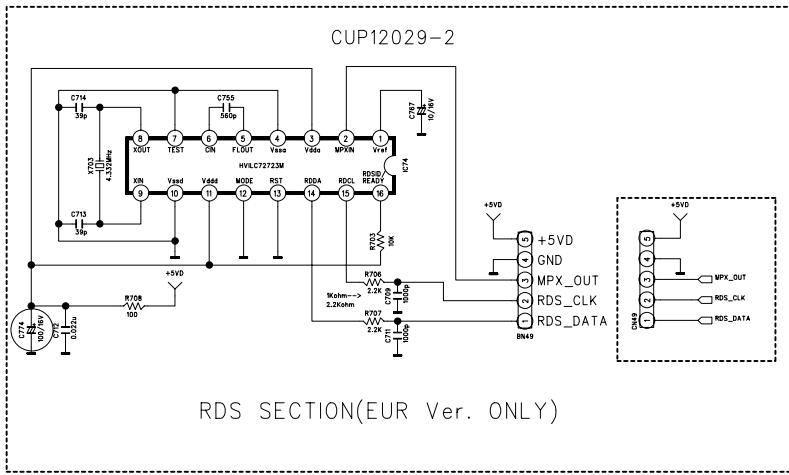 CUP12029-2
C714
39p
C755
560p
C767
10/16V
8 7 6 5 4 3 2 1
XOUT TEST CIN FLOUT Vssa Vdda MPXIN Vref
X703
4.332MHz
HVILC72723M
IC74
XIN Vssd Vddd MODE RST RDDA RDCL RDSID READY
9 10 11 12 13 14 15 16
C713
39p
R703
10K
+5VD
R708
100
C774
100/16V
C712
0.022u
R706
2.2K
1Kohm-->
2.2Kohm
C709
1000p
R707
2.2K
C711
1000p
+5VD
5 +5VD
4 GND
3 MPX_OUT
2 RDS_CLK
1 RDS_DATA
BN49
+5VD
5
4
3 MPX_OUT
2 RDS_CLK
1 RDS_DATA
CN49
RDS SECTION(EUR Ver. ONLY)